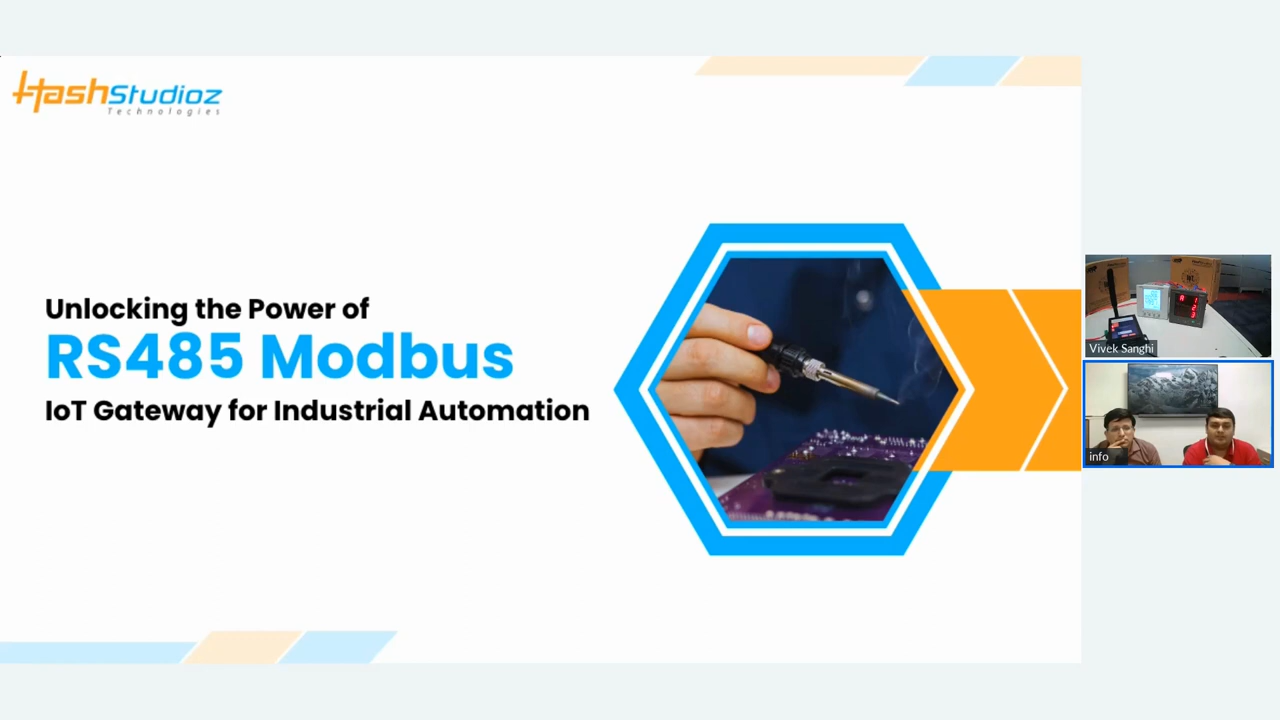 HashStudioz
Technologies
Unlocking the Power of
RS485 Modbus
IoT Gateway for Industrial Automation
Vivek Sanghi
info